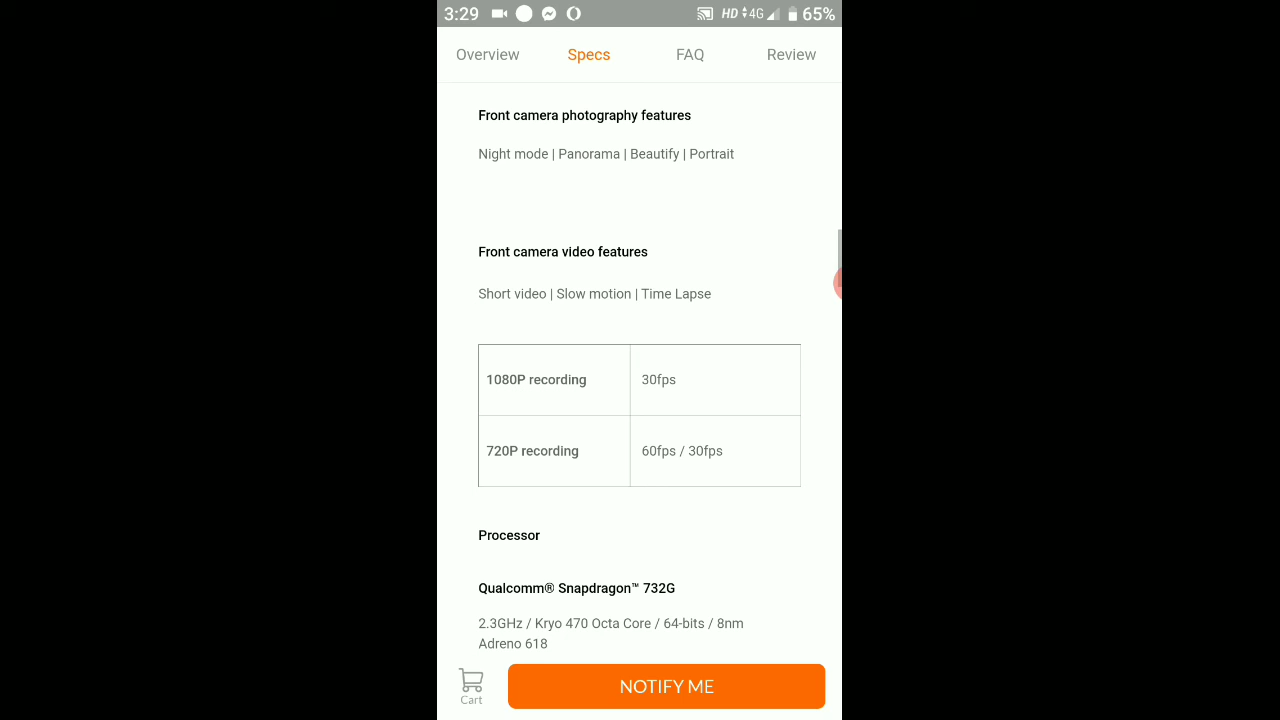 3:29 HD 4G 65%
Overview Specs FAQ Review
Front camera photography features
Night mode | Panorama | Beautify | Portrait
Front camera video features
Short video | Slow motion | Time Lapse
1080P recording 30fps
720P recording 60fps / 30fps
Processor
Qualcomm® Snapdragon™ 732G
2.3GHz / Kryo 470 Octa Core / 64-bits / 8nm
Adreno 618
Cart NOTIFY ME